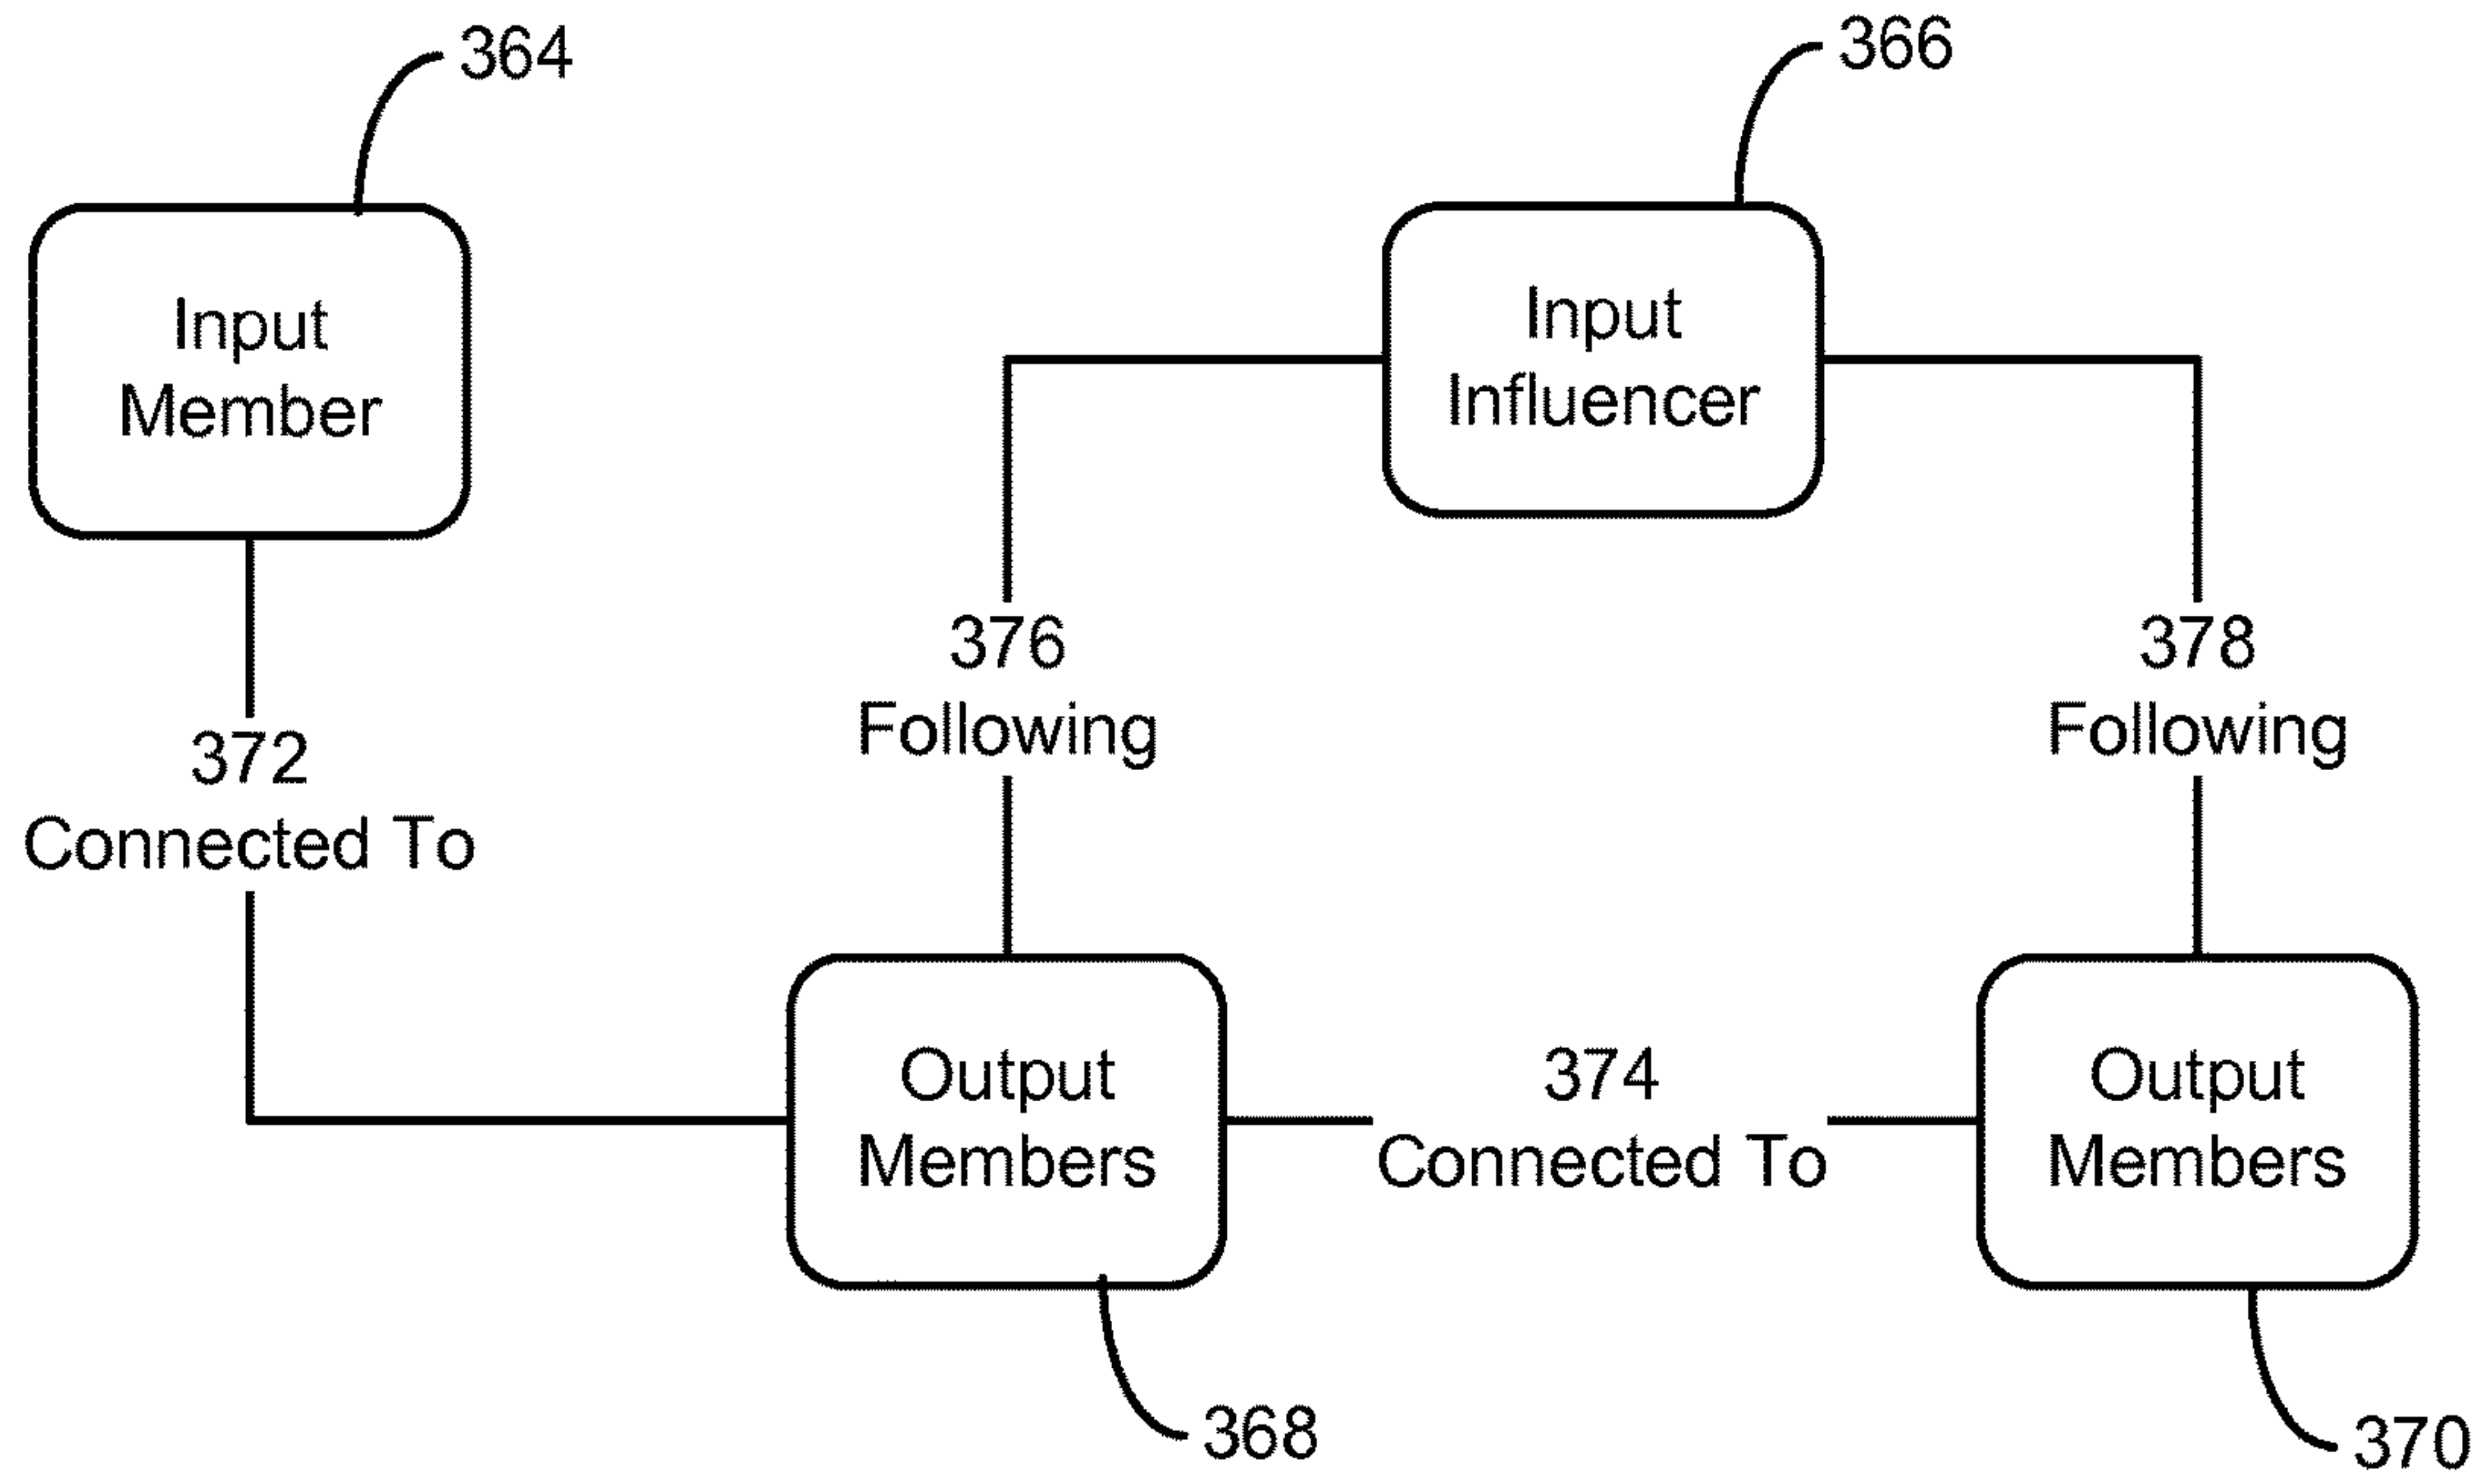 364
366
Input
Member
Input
Influencer
376
Following
378
Following
372
Connected To
Output
Members
374
Connected To
Output
Members
368
370